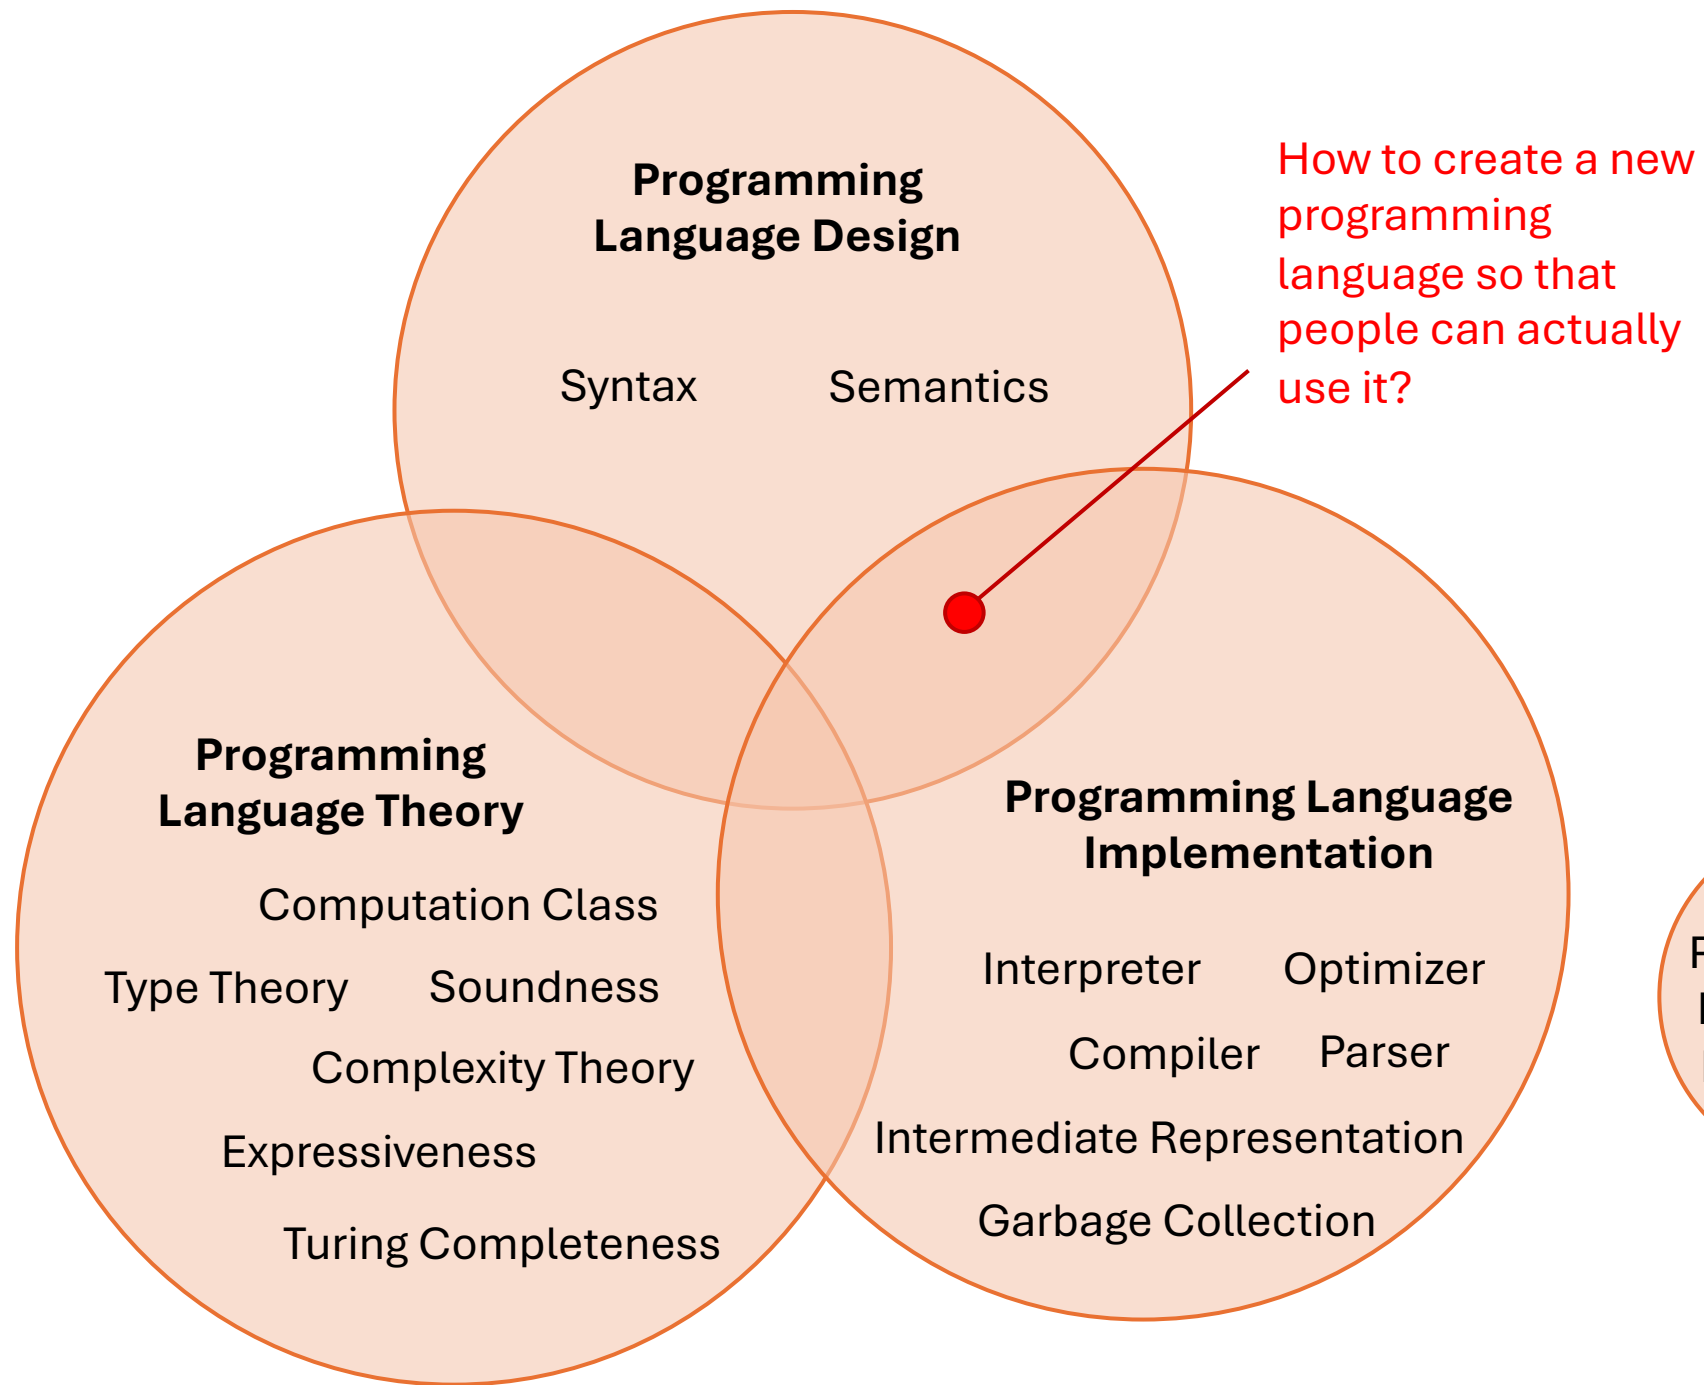 Programming
Language Design
Syntax Semantics
How to create a new
programming
language so that
people can actually
use it?
Programming
Language Theory
Computation Class
Type Theory Soundness
Complexity Theory
Expressiveness
Turing Completeness
Programming Language
Implementation
Interpreter Optimizer
Compiler Parser
Intermediate Representation
Garbage Collection